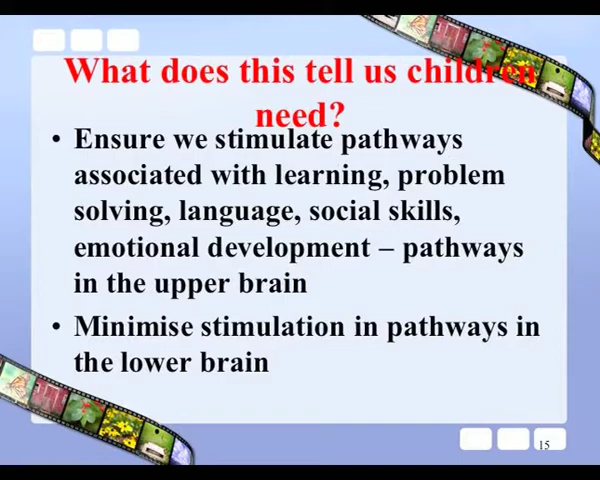 What does this tell us children
need?
• Ensure we stimulate pathways
associated with learning, problem
solving, language, social skills,
emotional development – pathways
in the upper brain
• Minimise stimulation in pathways in
the lower brain
15